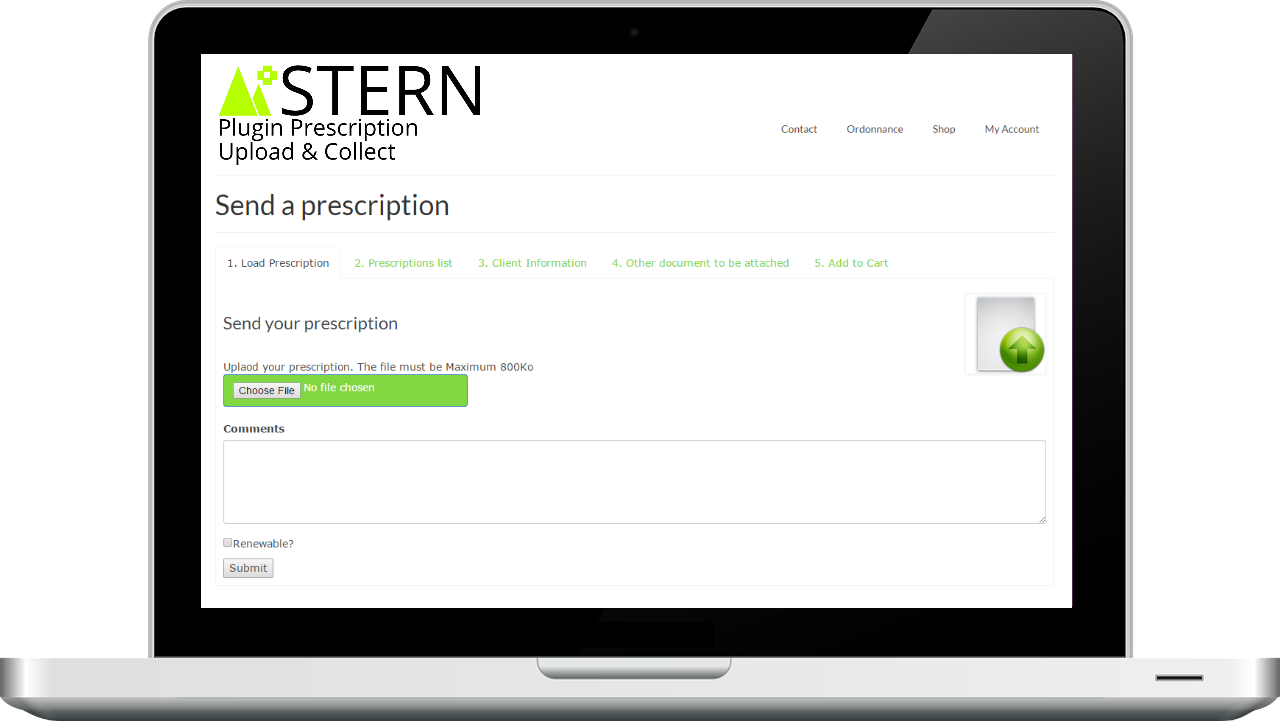 STERN
Plugin Prescription
Upload & Collect
Contact Ordonnance Shop My Account
Send a prescription
1. Load Prescription 2. Prescriptions list 3. Client Information 4. Other document to be attached 5. Add to Cart
Send your prescription
Uplaod your prescription. The file must be Maximum 800Ko
Choose File No file chosen
Comments
Renewable?
Submit